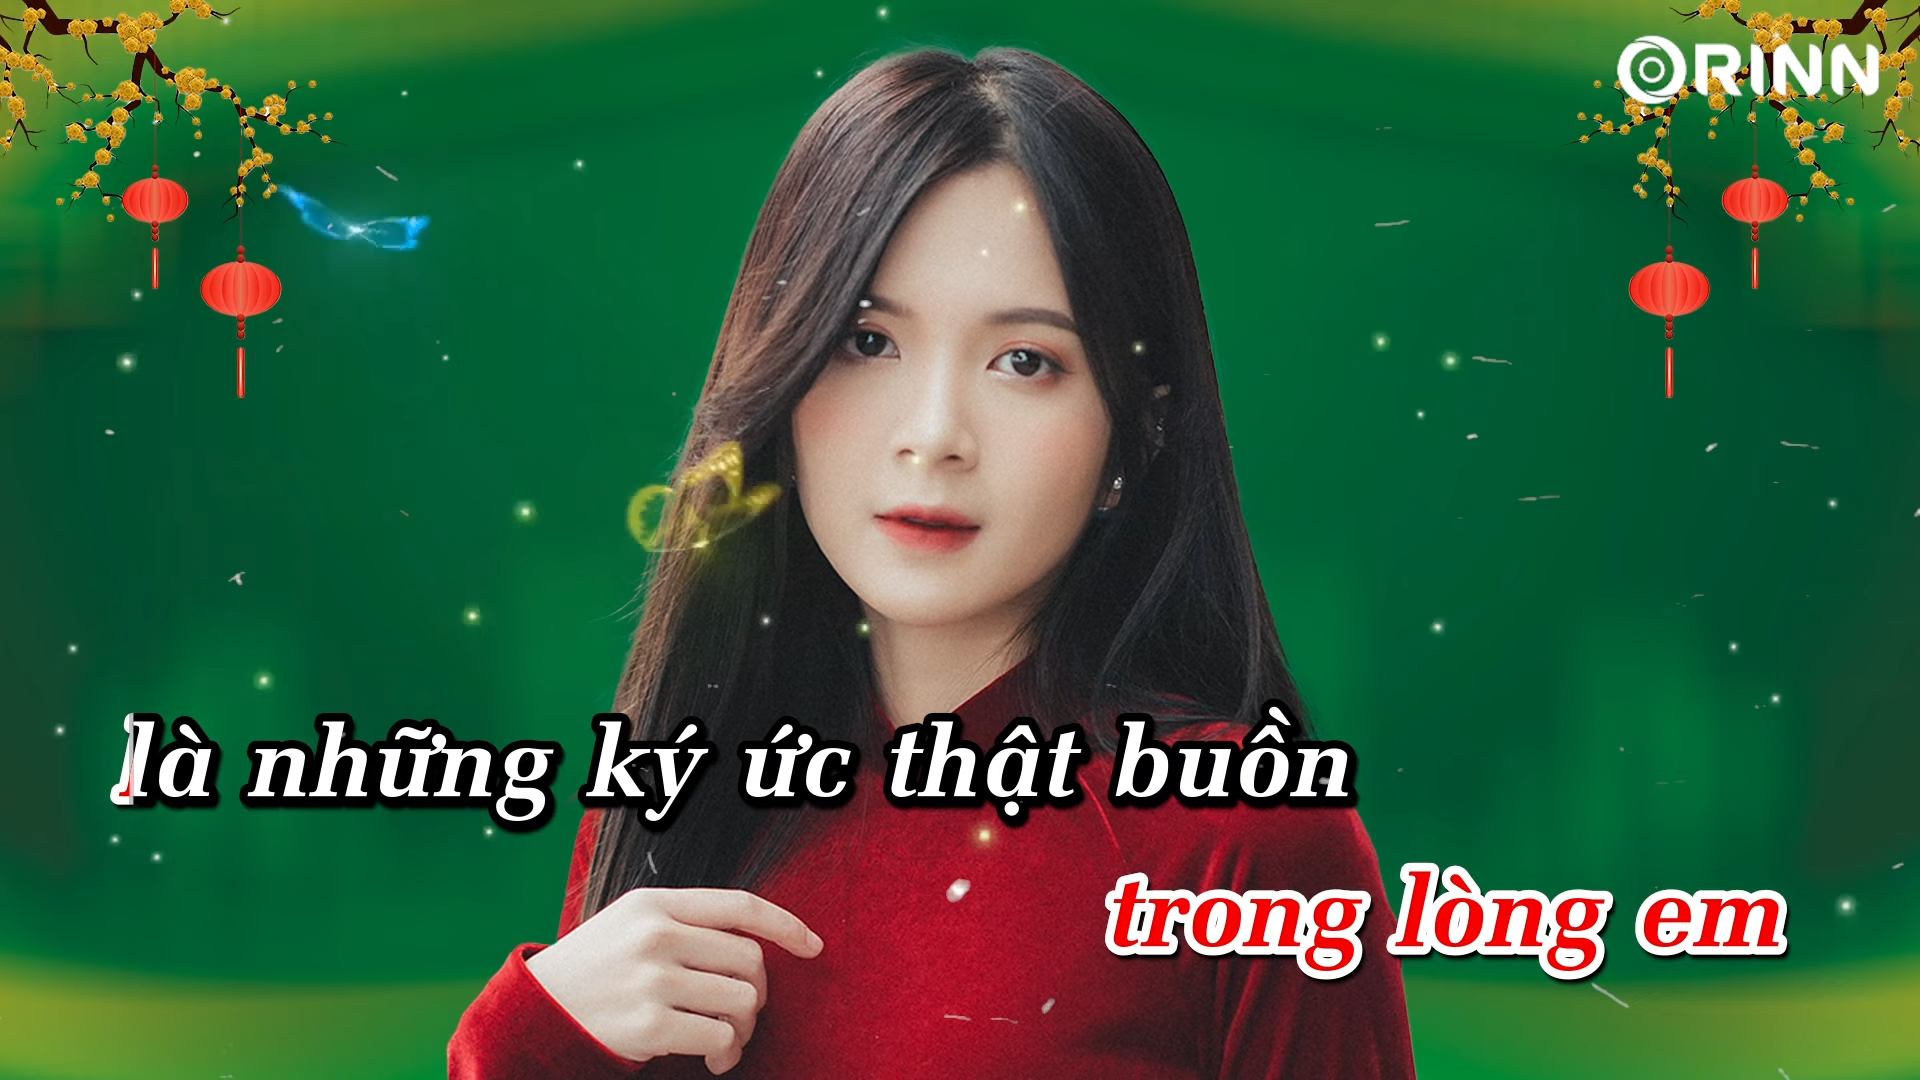 ORINN
là những ký ức thật buồn
trong lòng em